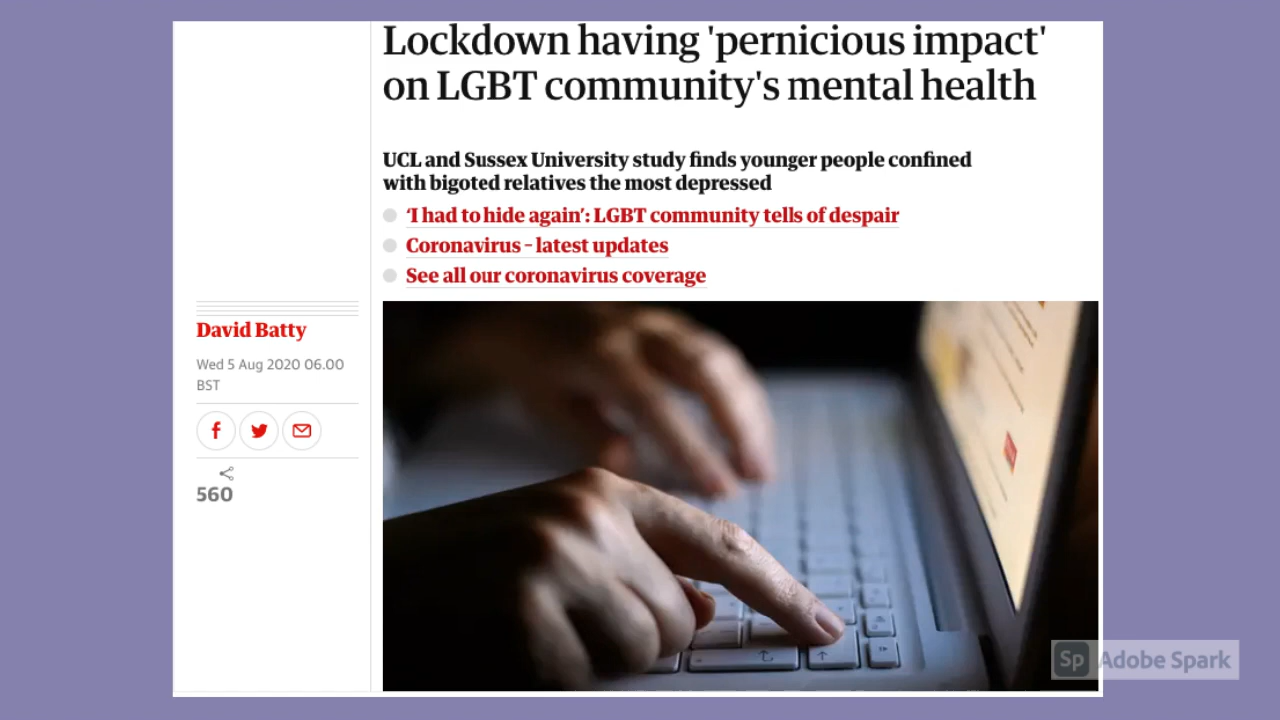 Lockdown having 'pernicious impact'
on LGBT community's mental health
UCL and Sussex University study finds younger people confined
with bigoted relatives the most depressed
‘I had to hide again’: LGBT community tells of despair
Coronavirus – latest updates
See all our coronavirus coverage
David Batty
Wed 5 Aug 2020 06.00
BST
560
Sp Adobe Spark